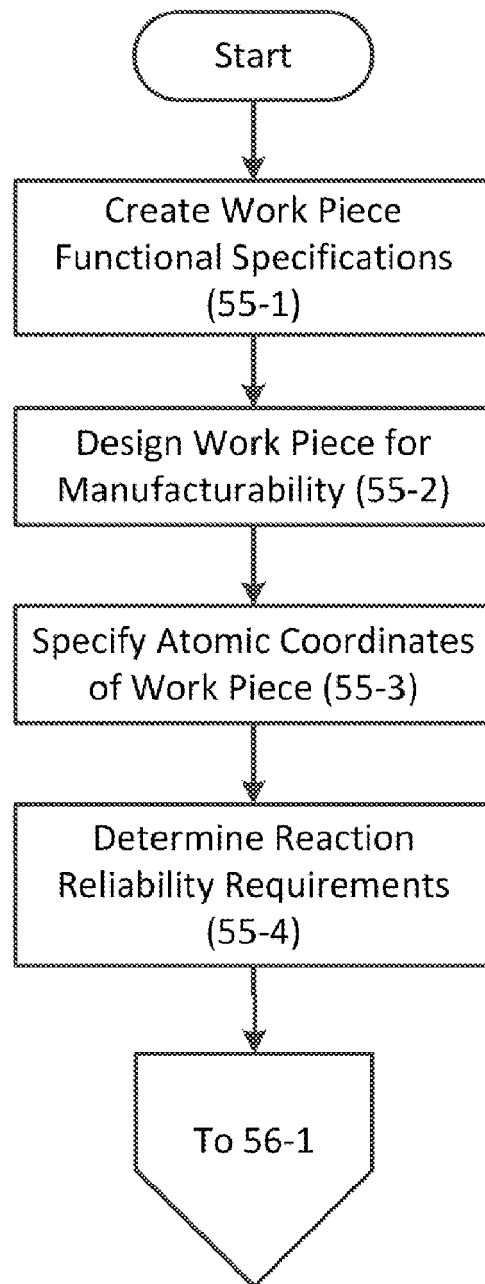 Start
Create Work Piece
Functional Specifications
(55-1)
Design Work Piece for
Manufacturability (55-2)
Specify Atomic Coordinates
of Work Piece (55-3)
Determine Reaction
Reliability Requirements
(55-4)
To 56-1